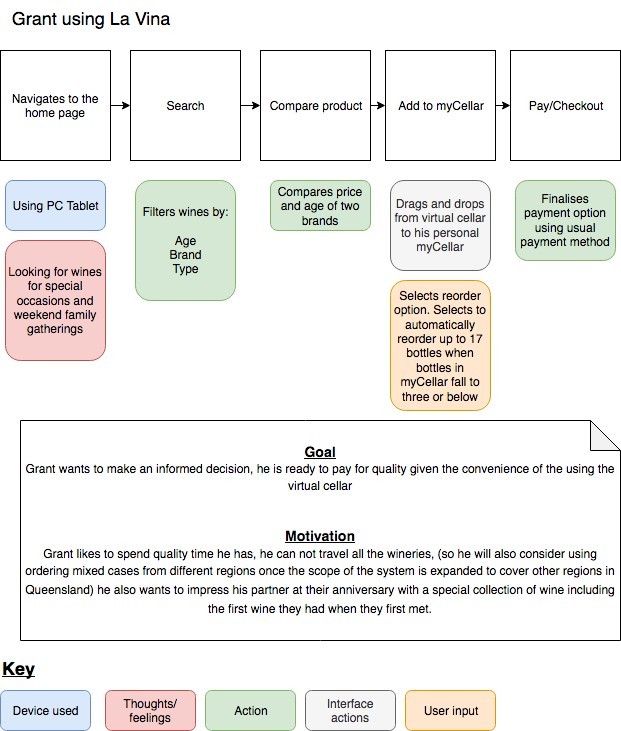 Grant using La Vina
Navigates to the
home page
Search
Compare product
Add to myCellar
Pay/Checkout
Using PC Tablet
Looking for wines
for special
occasions and
weekend family
gatherings
Filters wines by:
Age
Brand
Type
Compares price
and age of two
brands
Drags and drops
from virtual cellar
to his personal
myCellar
Selects reorder
option. Selects to
automatically
reorder up to 17
bottles when
bottles in
myCellar fall to
three or below
Finalises
payment option
using usual
payment method
Goal
Grant wants to make an informed decision, he is ready to pay for quality given the convenience of the using the
virtual cellar
Motivation
Grant likes to spend quality time he has, he can not travel all the wineries, (so he will also consider using
ordering mixed cases from different regions once the scope of the system is expanded to cover other regions in
Queensland) he also wants to impress his partner at their anniversary with a special collection of wine including
the first wine they had when they first met.
Key
Device used
Thoughts/
feelings
Action
Interface
actions
User input